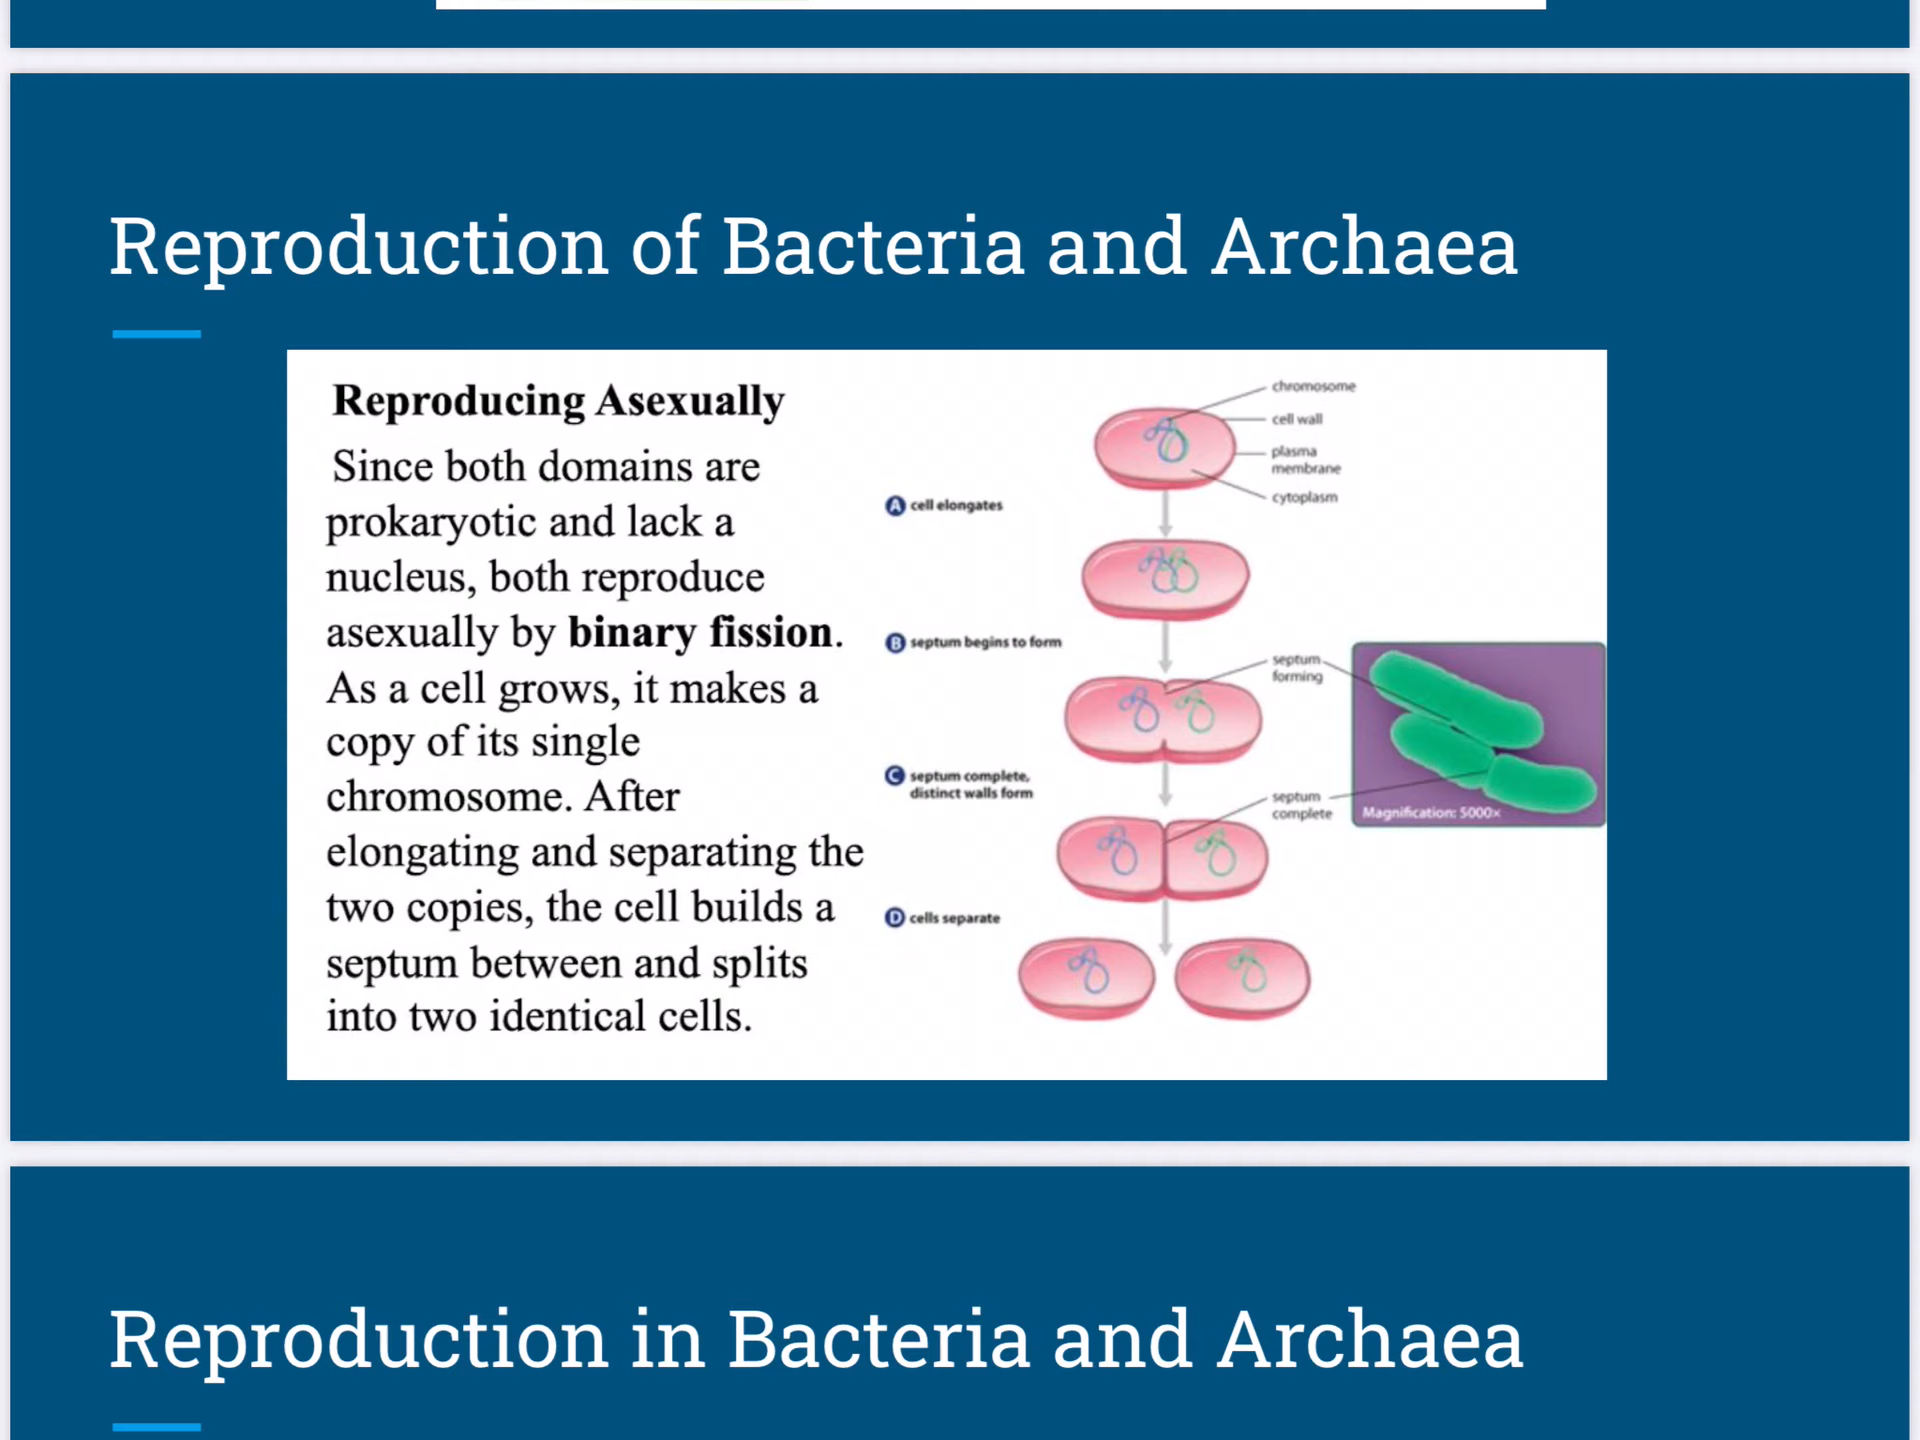 Reproduction of Bacteria and Archaea
Reproducing Asexually
Since both domains are
prokaryotic and lack a
nucleus, both reproduce
asexually by binary fission.
As a cell grows, it makes a
copy of its single
chromosome. After
elongating and separating the
two copies, the cell builds a
septum between and splits
into two identical cells.
chromosome
cell wall
plasma
membrane
cytoplasm
A cell elongates
B septum begins to form
septum
forming
C septum complete,
distinct walls form
septum
complete
Magnification: 5000×
D cells separate
Reproduction in Bacteria and Archaea